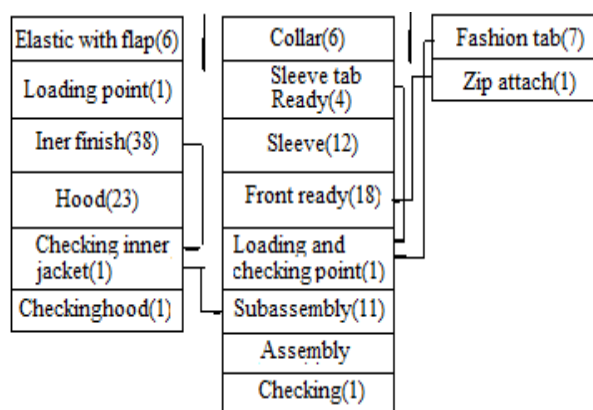 Elastic with flap(6)
Loading point(1)
Iner finish(38)
Hood(23)
Checking inner
jacket(1)
Checkinghood(1)
Collar(6)
Sleeve tab
Ready(4)
Sleeve(12)
Front ready(18)
Loading and
checking point(1)
Subassembly(11)
Assembly
Checking(1)
Fashion tab(7)
Zip attach(1)